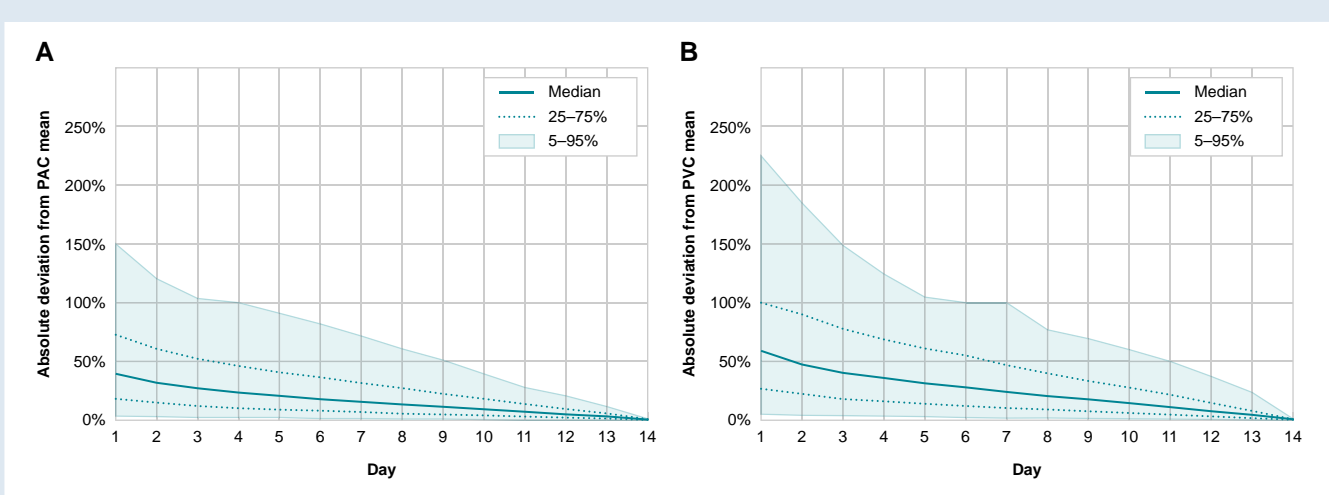 A
Absolute deviation from PAC mean
250%
200%
150%
100%
50%
0%
Median
25–75%
5–95%
1 2 3 4 5 6 7 8 9 10 11 12 13 14
Day
B
Absolute deviation from PVC mean
250%
200%
150%
100%
50%
0%
Median
25–75%
5–95%
1 2 3 4 5 6 7 8 9 10 11 12 13 14
Day